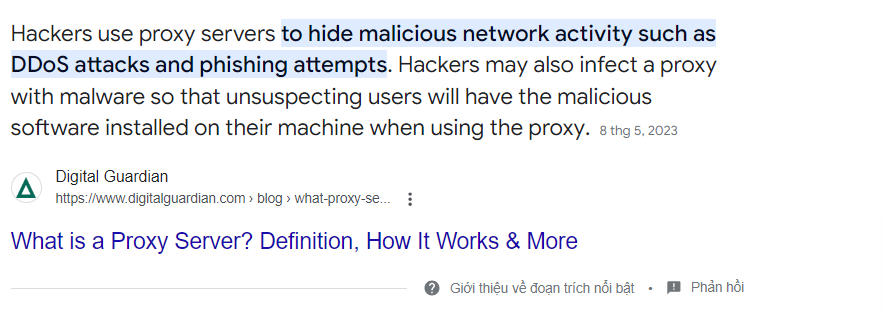 Hackers use proxy servers to hide malicious network activity such as
DDoS attacks and phishing attempts. Hackers may also infect a proxy
with malware so that unsuspecting users will have the malicious
software installed on their machine when using the proxy. 8 thg 5, 2023
Digital Guardian
https://www.digitalguardian.com › blog › what-proxy-se...
What is a Proxy Server? Definition, How It Works & More
Giới thiệu về đoạn trích nổi bật • Phản hồi